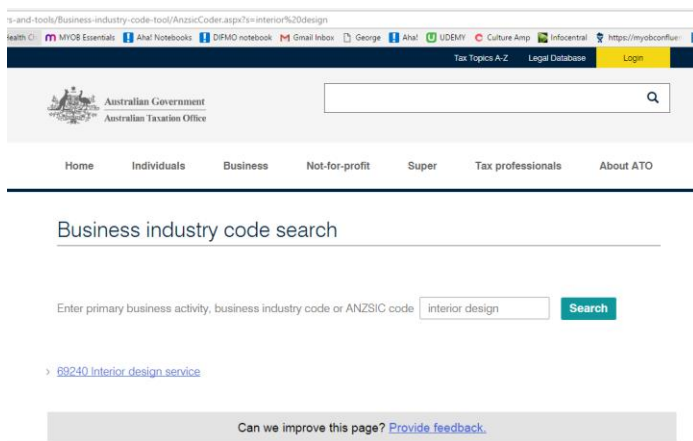 rs-and-tools/Business-industry-code-tool/AnzsicCoder.aspx?s=interior%20design
Health C MYOB Essentials Aha! Notebooks DIFMO notebook Gmail Inbox George Aha! UDEMY Culture Amp Infocentral https://myobconflue
Tax Topics A-Z Legal Database Login
Australian Government
Australian Taxation Office
Home Individuals Business Not-for-profit Super Tax professionals About ATO
Business industry code search
Enter primary business activity, business industry code or ANZSIC code interior design Search
69240 Interior design service
Can we improve this page? Provide feedback.